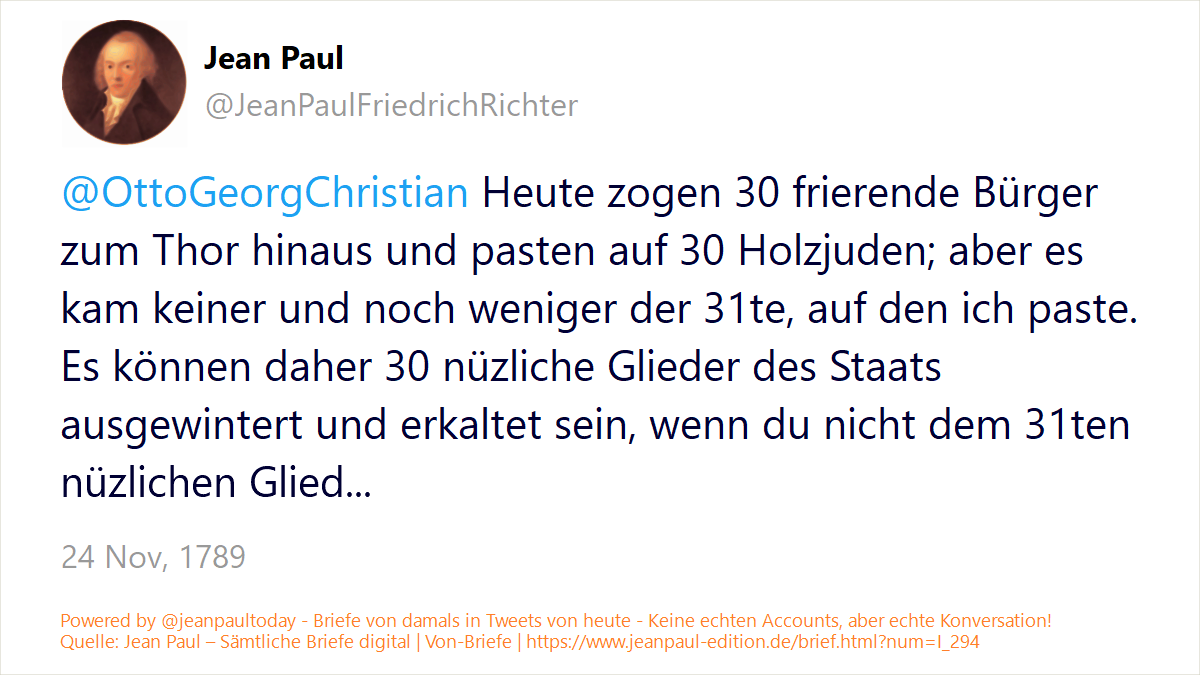 Jean Paul
@JeanPaulFriedrichRichter
@OttoGeorgChristian Heute zogen 30 frierende Bürger
zum Thor hinaus und pasten auf 30 Holzjuden; aber es
kam keiner und noch weniger der 31te, auf den ich paste.
Es können daher 30 nüzliche Glieder des Staats
ausgewintert und erkaltet sein, wenn du nicht dem 31ten
nüzlichen Glied...
24 Nov, 1789
Powered by @jeanpaultoday - Briefe von damals in Tweets von heute - Keine echten Accounts, aber echte Konversation!
Quelle: Jean Paul – Sämtliche Briefe digital | Von-Briefe | https://www.jeanpaul-edition.de/brief.html?num=I_294